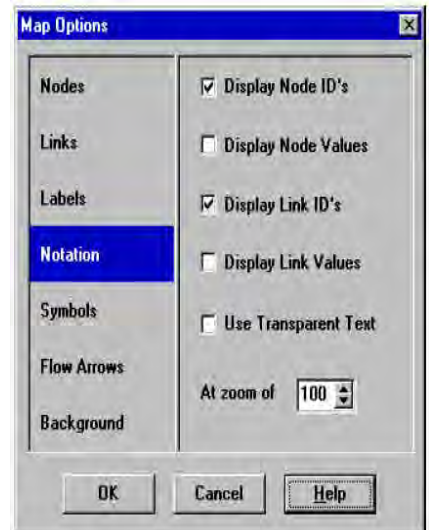 Map Options
Nodes
Links
Labels
Notation
Symbols
Flow Arrows
Background
Display Node ID's
Display Node Values
Display Link ID's
Display Link Values
Use Transparent Text
At zoom of 100
OK Cancel Help